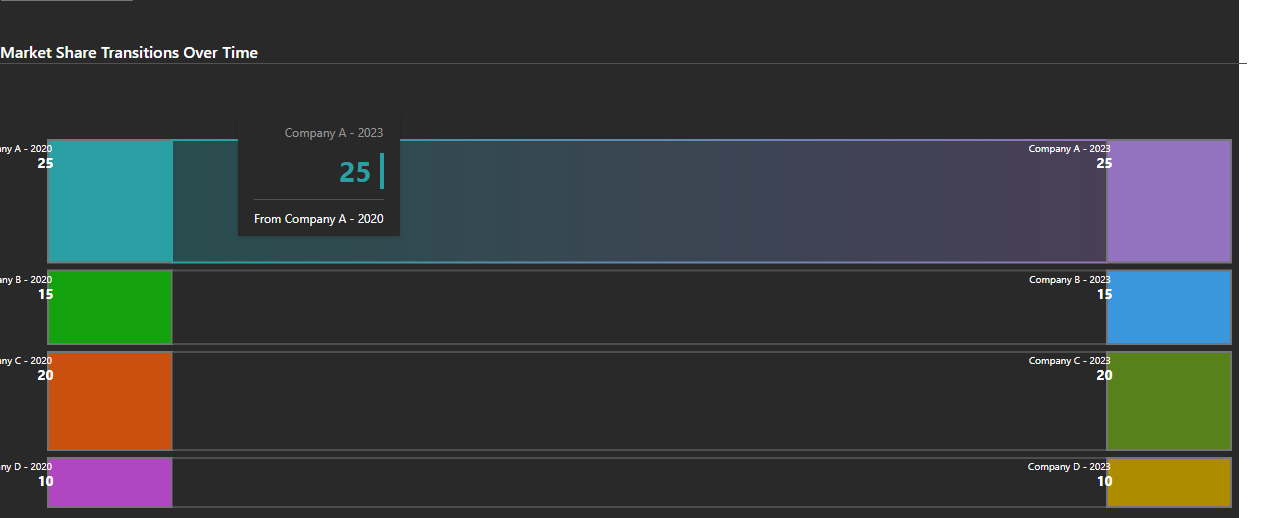 Market Share Transitions Over Time
Company A - 2023
25
From Company A - 2020
ny A - 2020
25
Company A - 2023
25
ny B - 2020
15
Company B - 2023
15
ny C - 2020
20
Company C - 2023
20
ny D - 2020
10
Company D - 2023
10